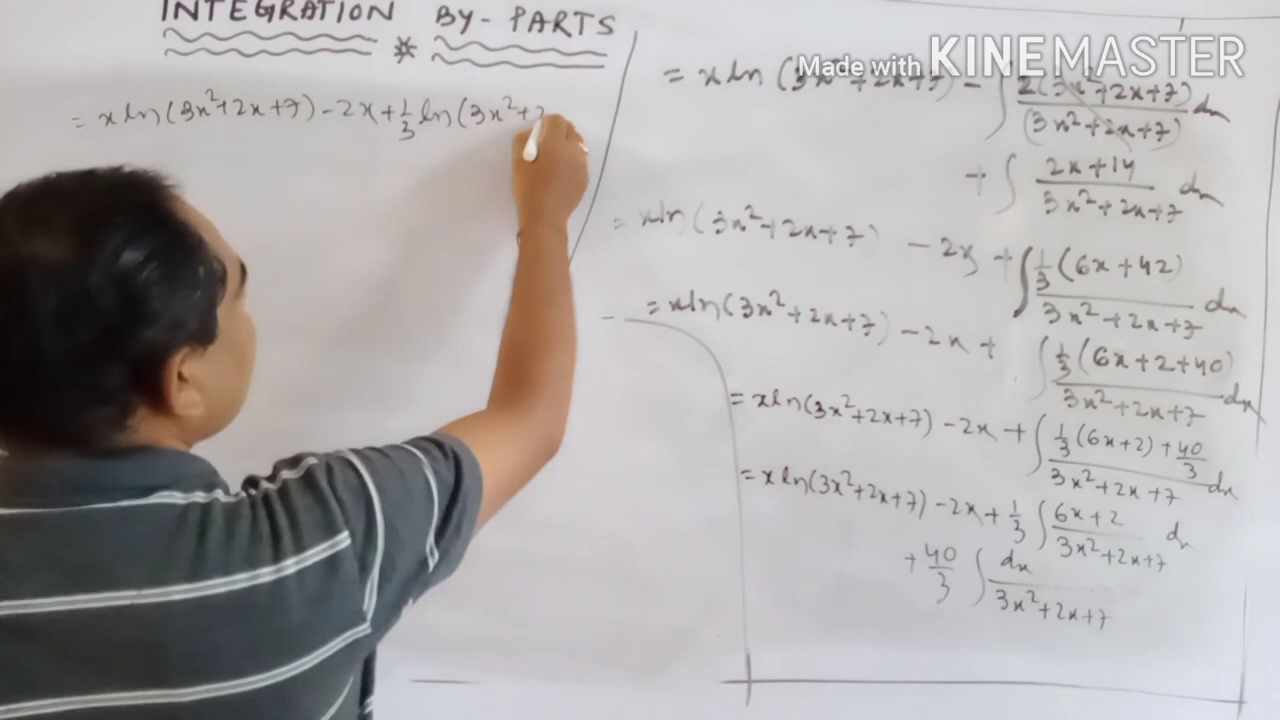 INTEGRATION BY-PARTS
= x ln (3x²+2x+7) - 2x + 1/3 ln (3x²+2
Made with KINEMASTER
= x ln (3x²+2x+7) - ∫ 2(3x²+2x+7)/(3x²+2x+7) dx
+ ∫ 2x+14/3x²+2x+7 dx
= x ln (3x²+2x+7) - 2x + ∫ 1/3 (6x+42)/3x²+2x+7 dx
= x ln (3x²+2x+7) - 2x + ∫ 1/3 (6x+2+40)/3x²+2x+7 dx
= x ln (3x²+2x+7) - 2x + ∫ 1/3 (6x+2) + 40/3/3x²+2x+7 dx
= x ln (3x²+2x+7) - 2x + 1/3 ∫ 6x+2/3x²+2x+7 dx
+ 40/3 ∫ dx/3x²+2x+7